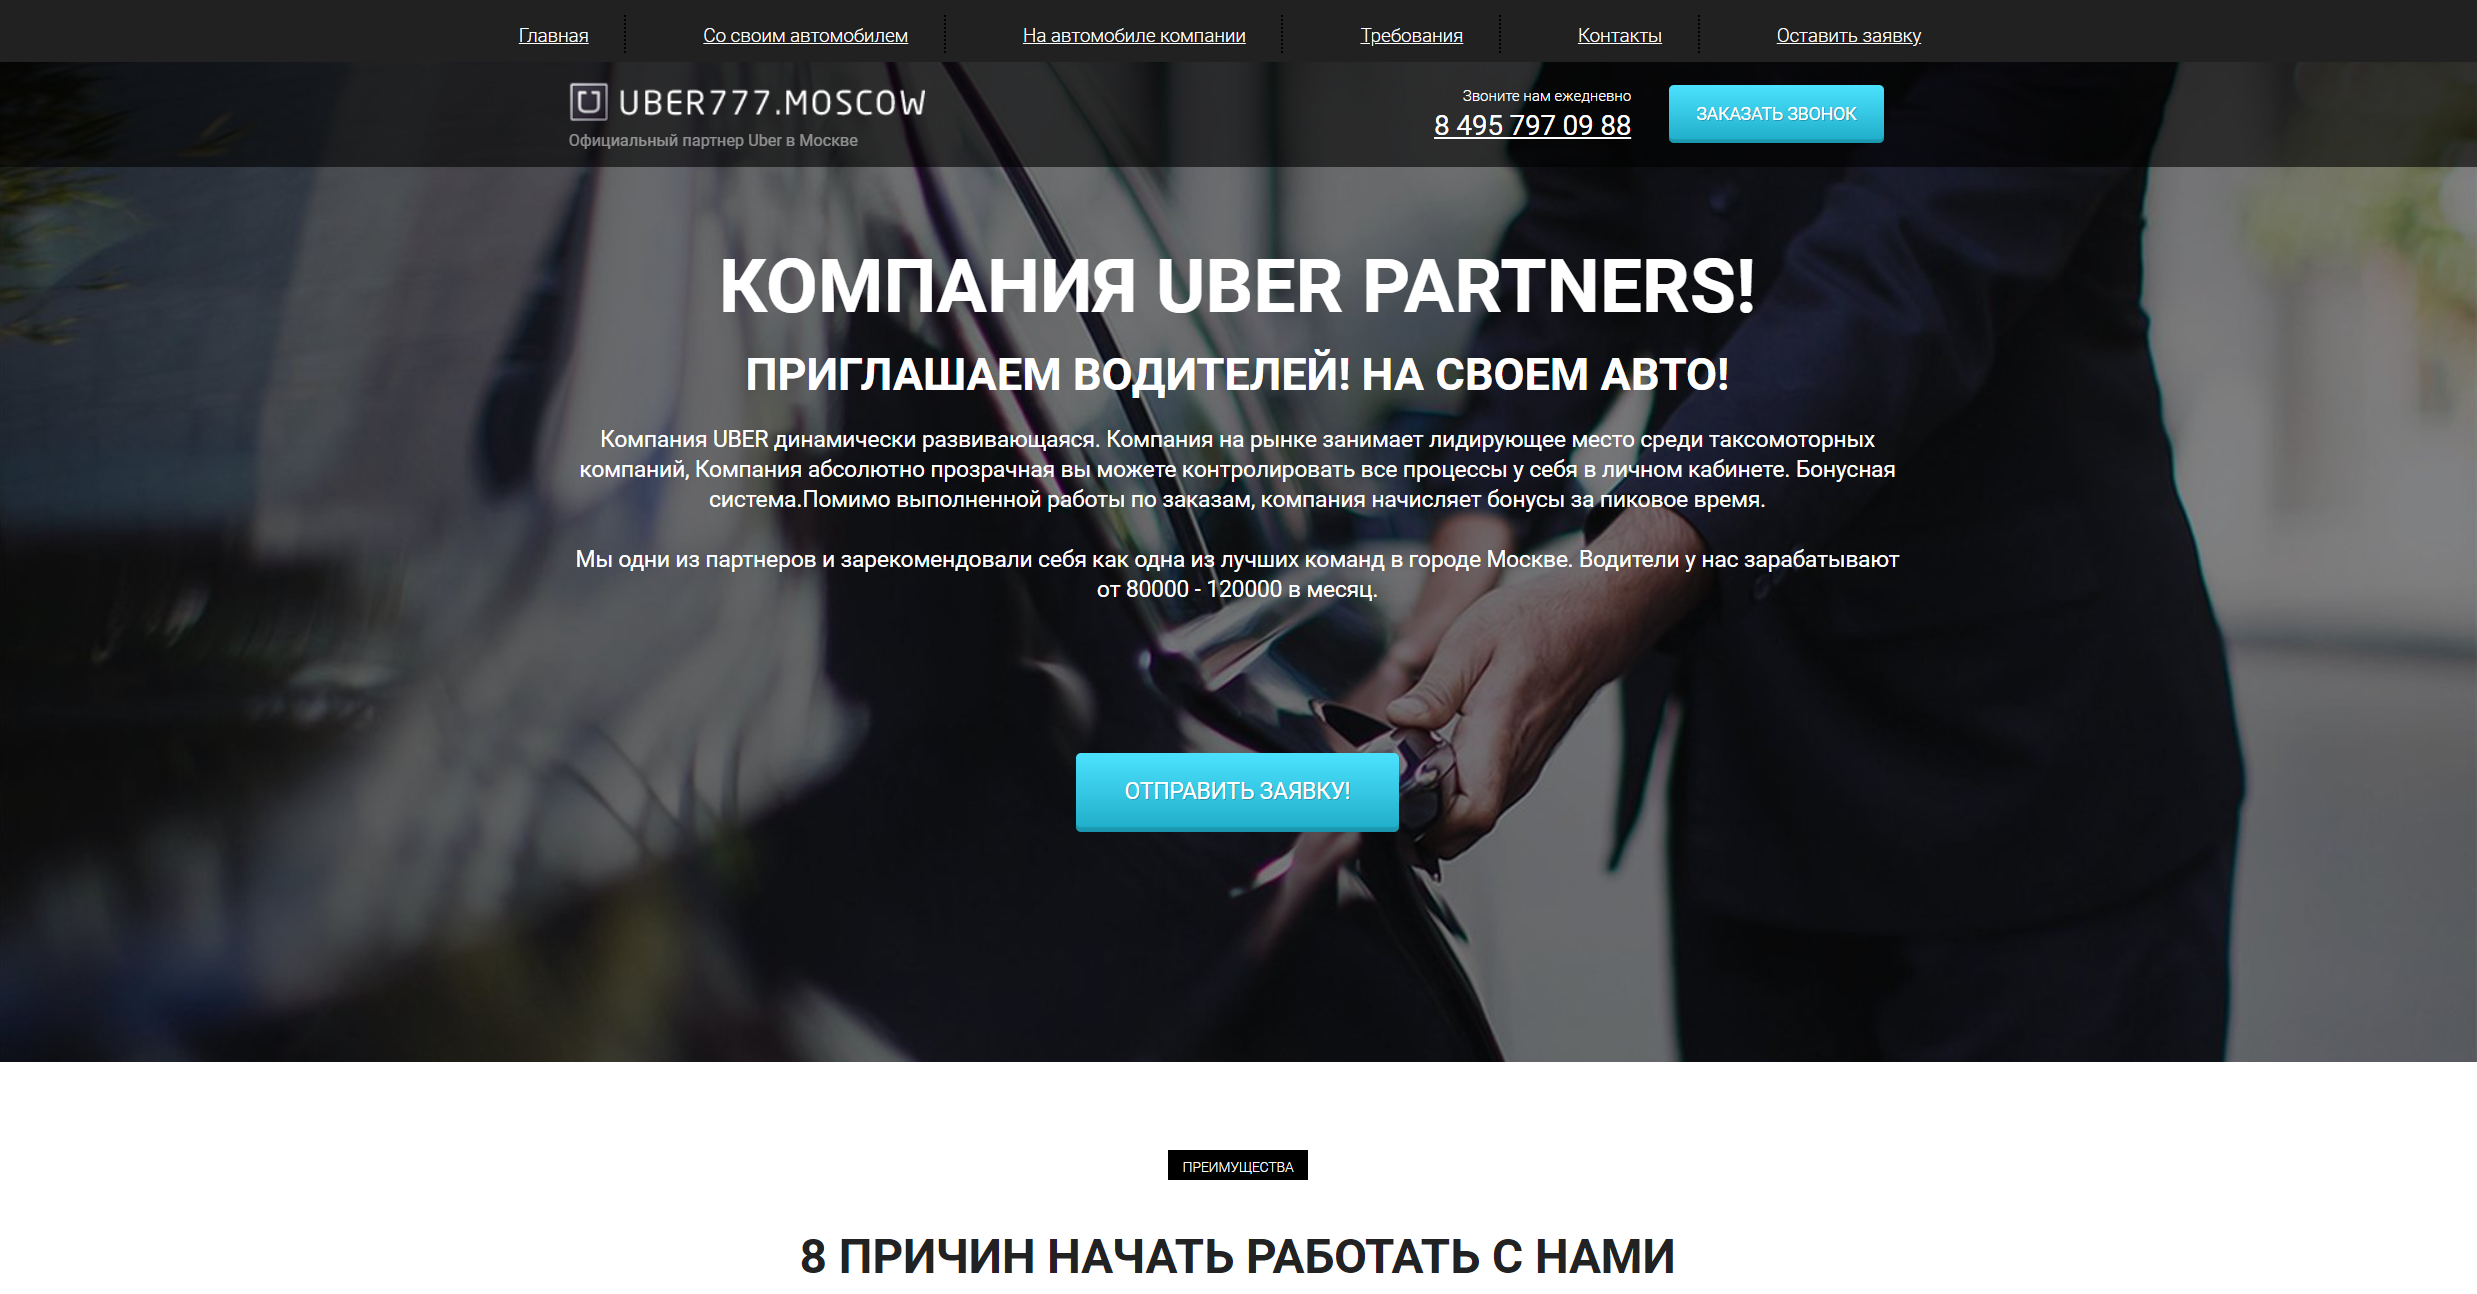 Главная
Со своим автомобилем
На автомобиле компании
Требования
Контакты
Оставить заявку
UBER777.MOSCOW
Официальный партнер Uber в Москве
Звоните нам ежедневно
8 495 797 09 88
ЗАКАЗАТЬ ЗВОНОК
КОМПАНИЯ UBER PARTNERS!
ПРИГЛАШАЕМ ВОДИТЕЛЕЙ! НА СВОЕМ АВТО!
Компания UBER динамически развивающаяся. Компания на рынке занимает лидирующее место среди таксомоторных
компаний, Компания абсолютно прозрачная вы можете контролировать все процессы у себя в личном кабинете. Бонусная
система.Помимо выполненной работы по заказам, компания начисляет бонусы за пиковое время.
Мы одни из партнеров и зарекомендовали себя как одна из лучших команд в городе Москве. Водители у нас зарабатывают
от 80000 - 120000 в месяц.
ОТПРАВИТЬ ЗАЯВКУ!
ПРЕИМУЩЕСТВА
8 ПРИЧИН НАЧАТЬ РАБОТАТЬ С НАМИ